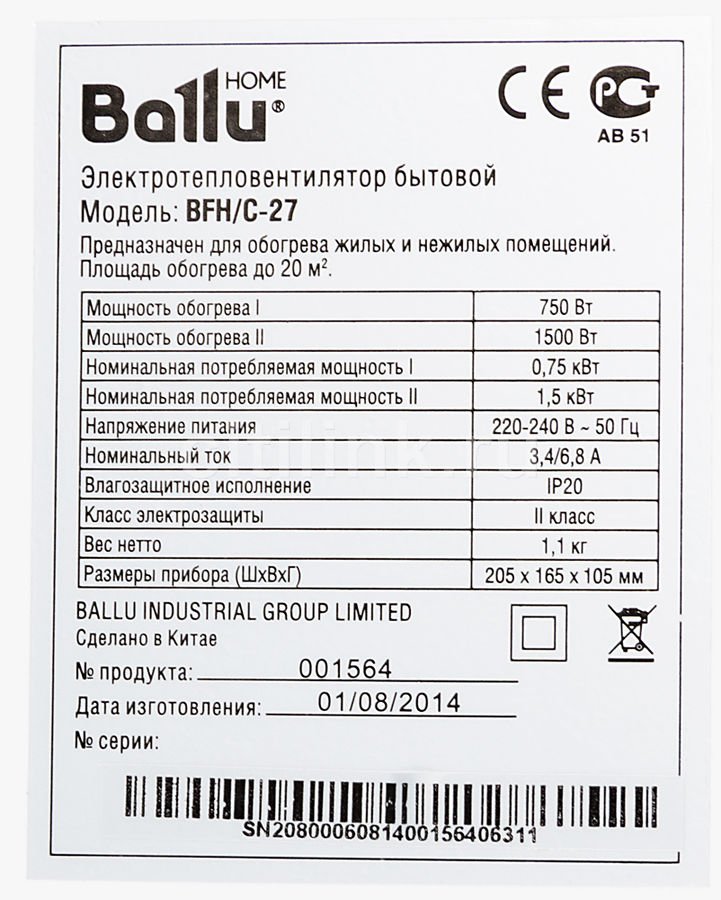 Ballu® HOME
CE PCT
AB 51
Электротепловентилятор бытовой
Модель: BFH/C-27
Предназначен для обогрева жилых и нежилых помещений.
Площадь обогрева до 20 м².
Мощность обогрева I 750 Вт
Мощность обогрева II 1500 Вт
Номинальная потребляемая мощность I 0,75 кВт
Номинальная потребляемая мощность II 1,5 кВт
Напряжение питания 220-240 В ~ 50 Гц
Номинальный ток 3,4/6,8 А
Влагозащитное исполнение IP20
Класс электрозащиты II класс
Вес нетто 1,1 кг
Размеры прибора (ШхВхГ) 205 x 165 x 105 мм
BALLU INDUSTRIAL GROUP LIMITED
Сделано в Китае
№ продукта: 001564
Дата изготовления: 01/08/2014
№ серии:
SN2080006081400156406311
citilink.ru